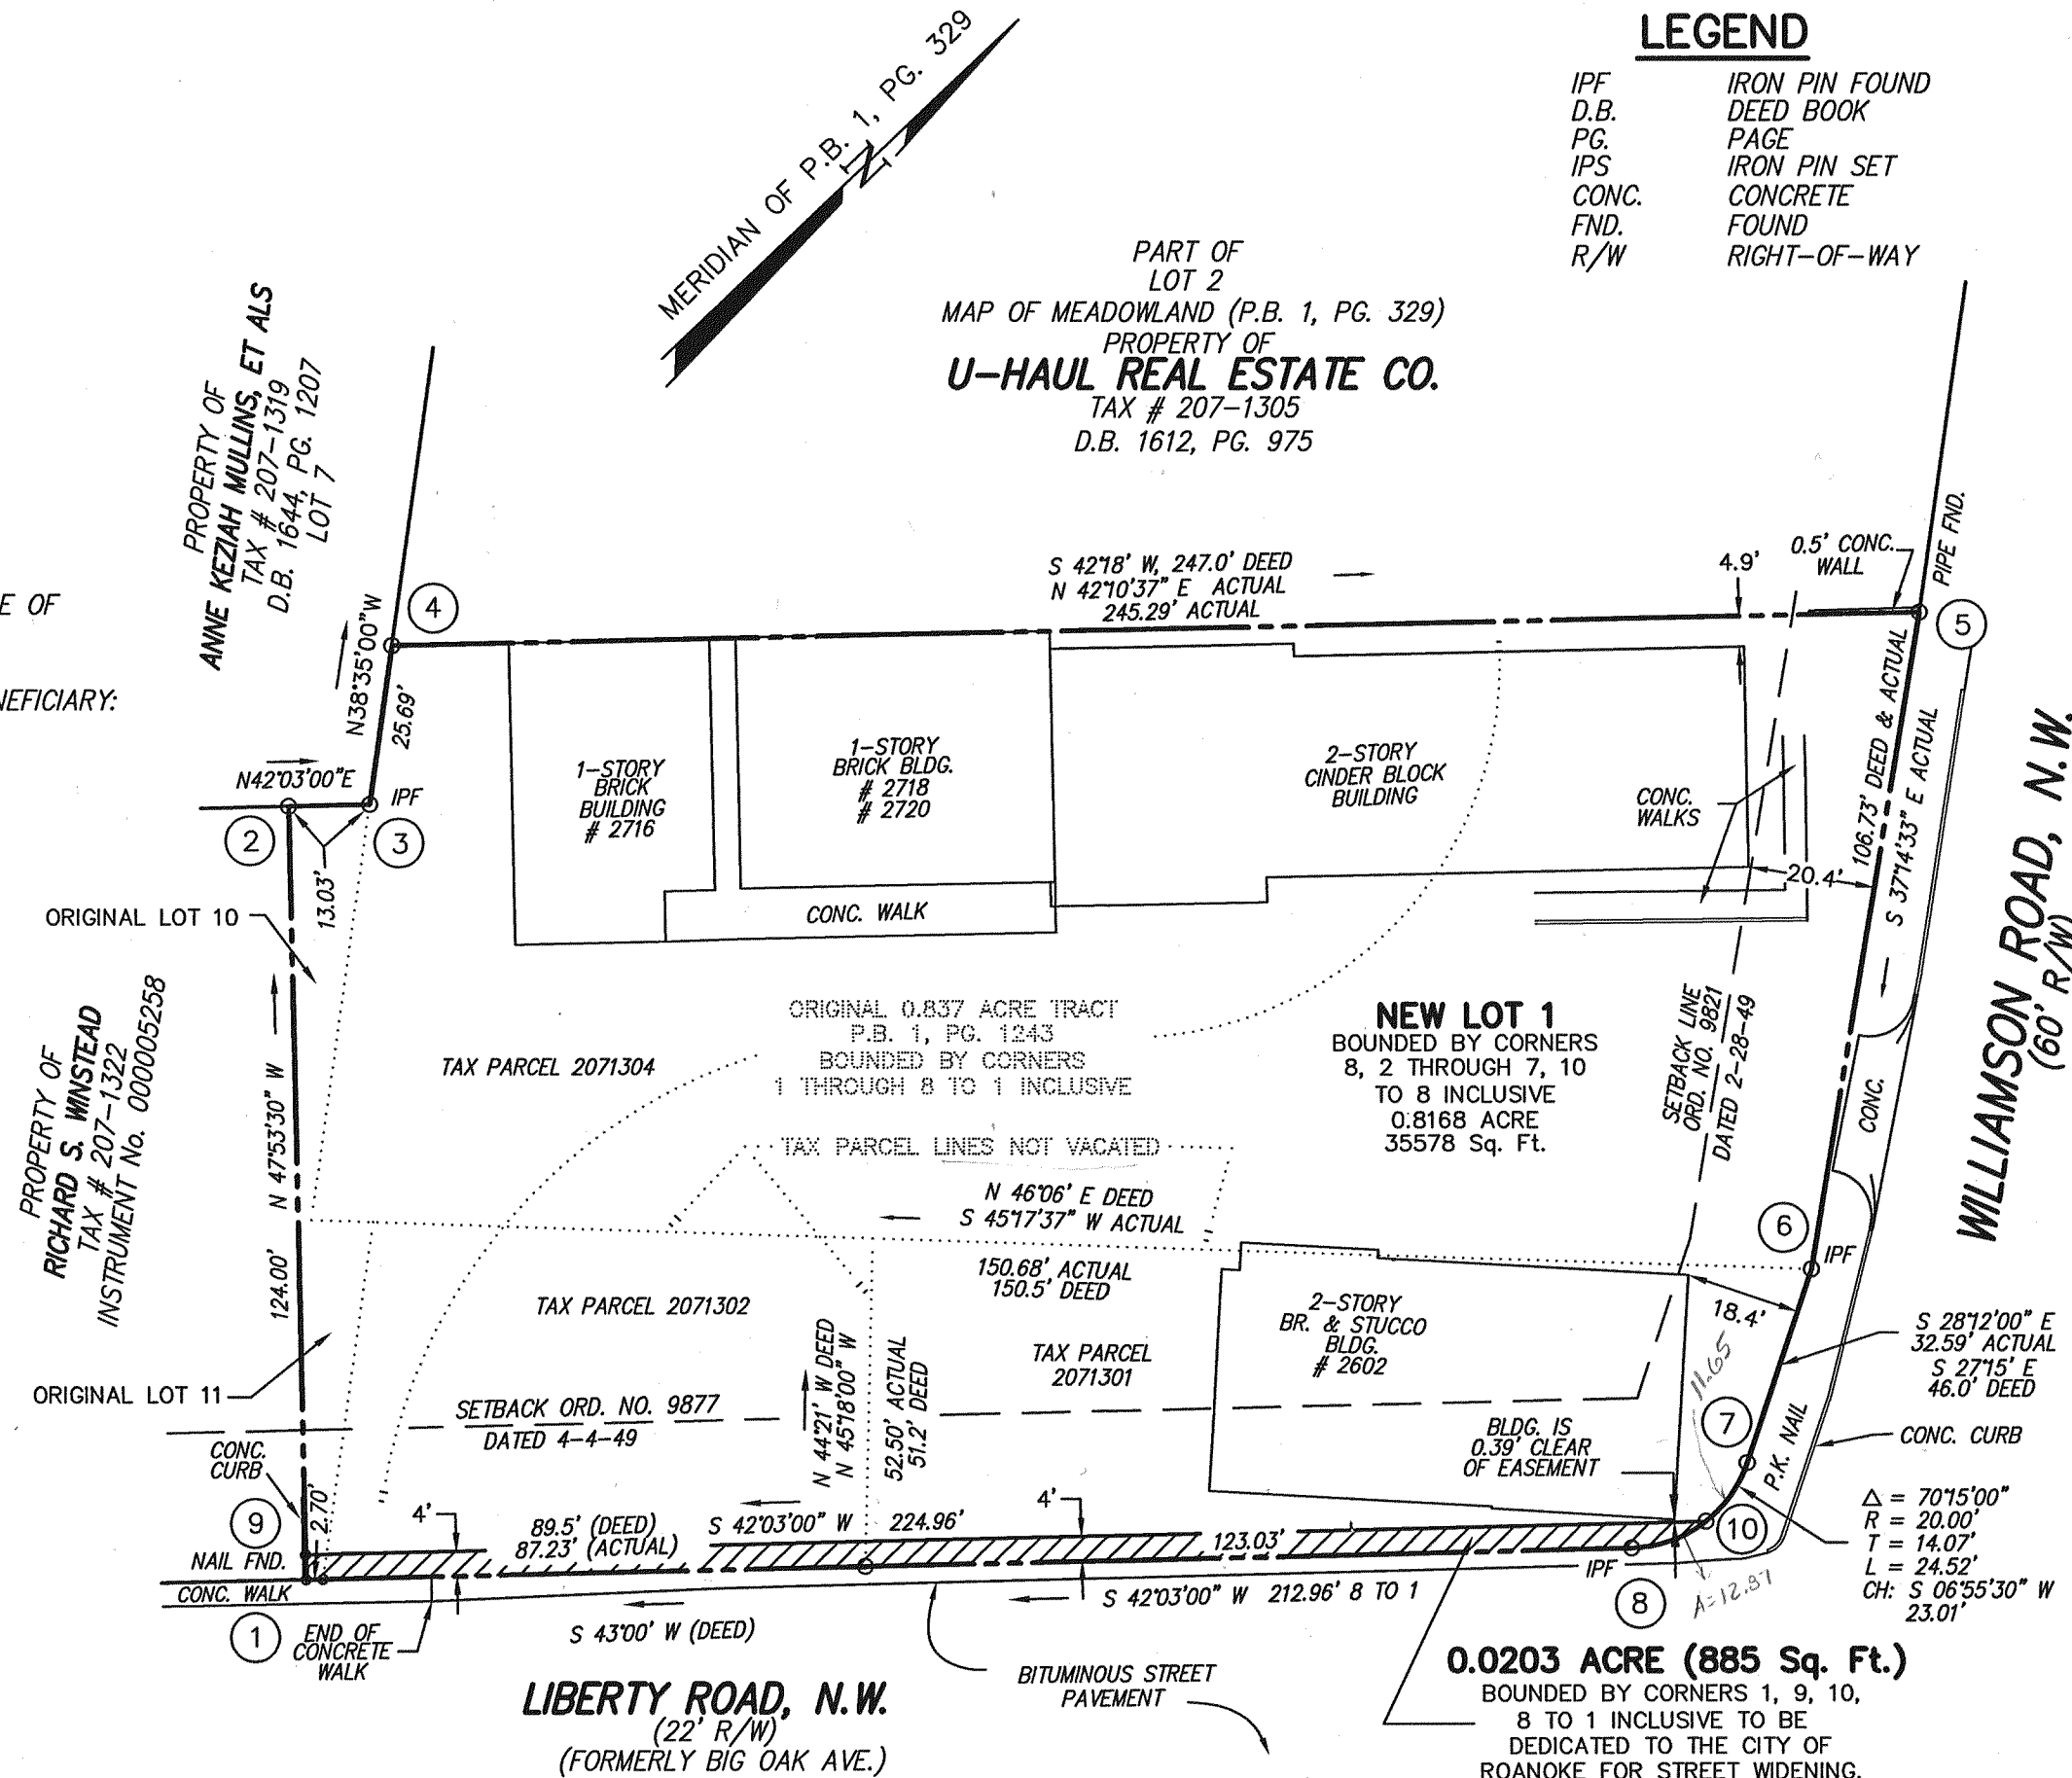 LEGEND
IPF IRON PIN FOUND
D.B. DEED BOOK
PG. PAGE
IPS IRON PIN SET
CONC. CONCRETE
FND. FOUND
R/W RIGHT-OF-WAY
MERIDIAN OF P.B. 1, PG. 329
N
PART OF
LOT 2
MAP OF MEADOWLAND (P.B. 1, PG. 329)
PROPERTY OF
U-HAUL REAL ESTATE CO.
TAX # 207-1305
D.B. 1612, PG. 975
PROPERTY OF
ANNE KEZIAH MULLINS, ET ALS
TAX # 207-1319
D.B. 1644, PG. 1207
LOT 7
E OF
NEFICIARY:
N38°35'00"W
25.69'
4
S 42°18' W, 247.0' DEED
N 42°10'37" E ACTUAL
245.29' ACTUAL
4.9'
0.5' CONC.
WALL
PIPE FND.
5
N42°03'00"E
IPF
2
3
13.03'
1-STORY
BRICK
BUILDING
# 2716
1-STORY
BRICK BLDG.
# 2718
# 2720
2-STORY
CINDER BLOCK
BUILDING
CONC.
WALKS
20.4'
106.73' DEED & ACTUAL
S 37°14'33" E ACTUAL
WILLIAMSON ROAD, N.W.
(60' R/W)
CONC. WALK
ORIGINAL LOT 10
PROPERTY OF
RICHARD S. WINSTEAD
TAX # 207-1322
INSTRUMENT No. 000005258
124.00' N 47°53'30" W
TAX PARCEL 2071304
ORIGINAL 0.837 ACRE TRACT
P.B. 1, PG. 1243
BOUNDED BY CORNERS
1 THROUGH 8 TO 1 INCLUSIVE
TAX PARCEL LINES NOT VACATED
NEW LOT 1
BOUNDED BY CORNERS
8, 2 THROUGH 7, 10
TO 8 INCLUSIVE
0.8168 ACRE
35578 Sq. Ft.
SETBACK LINE
ORD. NO. 9821
DATED 2-28-49
CONC.
N 46°06' E DEED
S 45°17'37" W ACTUAL
150.68' ACTUAL
150.5' DEED
6
IPF
TAX PARCEL 2071302
TAX PARCEL
2071301
2-STORY
BR. & STUCCO
BLDG.
# 2602
18.4'
11.65
S 28°12'00" E
32.59' ACTUAL
S 27°15' E
46.0' DEED
ORIGINAL LOT 11
SETBACK ORD. NO. 9877
DATED 4-4-49
N 44°21' W DEED
N 45°18'00" W
52.50' ACTUAL
51.2' DEED
BLDG. IS
0.39' CLEAR
OF EASEMENT
7
P.K. NAIL
CONC. CURB
CONC.
CURB
9
2.70'
NAIL FND.
CONC. WALK
1
END OF
CONCRETE
WALK
4'
89.5' (DEED)
87.23' (ACTUAL)
S 42°03'00" W 224.96'
4'
123.03'
IPF
8
10
A=12.87
Δ = 70°15'00"
R = 20.00'
T = 14.07'
L = 24.52'
CH: S 06°55'30" W
23.01'
S 42°03'00" W 212.96' 8 TO 1
S 43°00' W (DEED)
LIBERTY ROAD, N.W.
(22' R/W)
(FORMERLY BIG OAK AVE.)
BITUMINOUS STREET
PAVEMENT
0.0203 ACRE (885 Sq. Ft.)
BOUNDED BY CORNERS 1, 9, 10,
8 TO 1 INCLUSIVE TO BE
DEDICATED TO THE CITY OF
ROANOKE FOR STREET WIDENING.